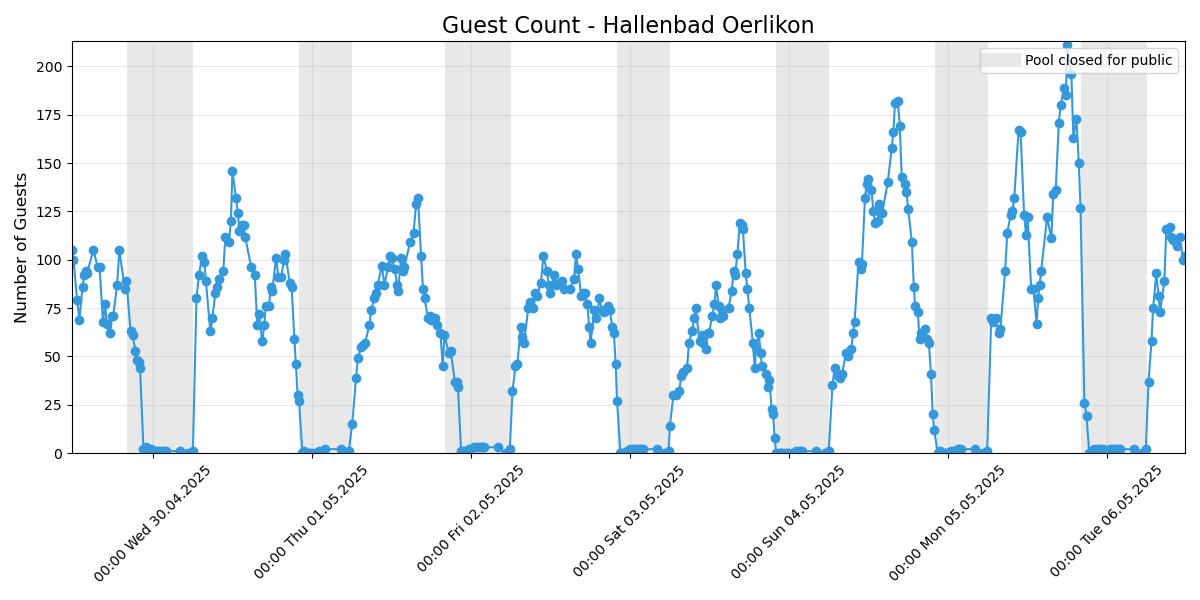 Guest Count - Hallenbad Oerlikon
Pool closed for public
Number of Guests
200
175
150
125
100
75
50
25
0
00:00 Wed 30.04.2025
00:00 Thu 01.05.2025
00:00 Fri 02.05.2025
00:00 Sat 03.05.2025
00:00 Sun 04.05.2025
00:00 Mon 05.05.2025
00:00 Tue 06.05.2025